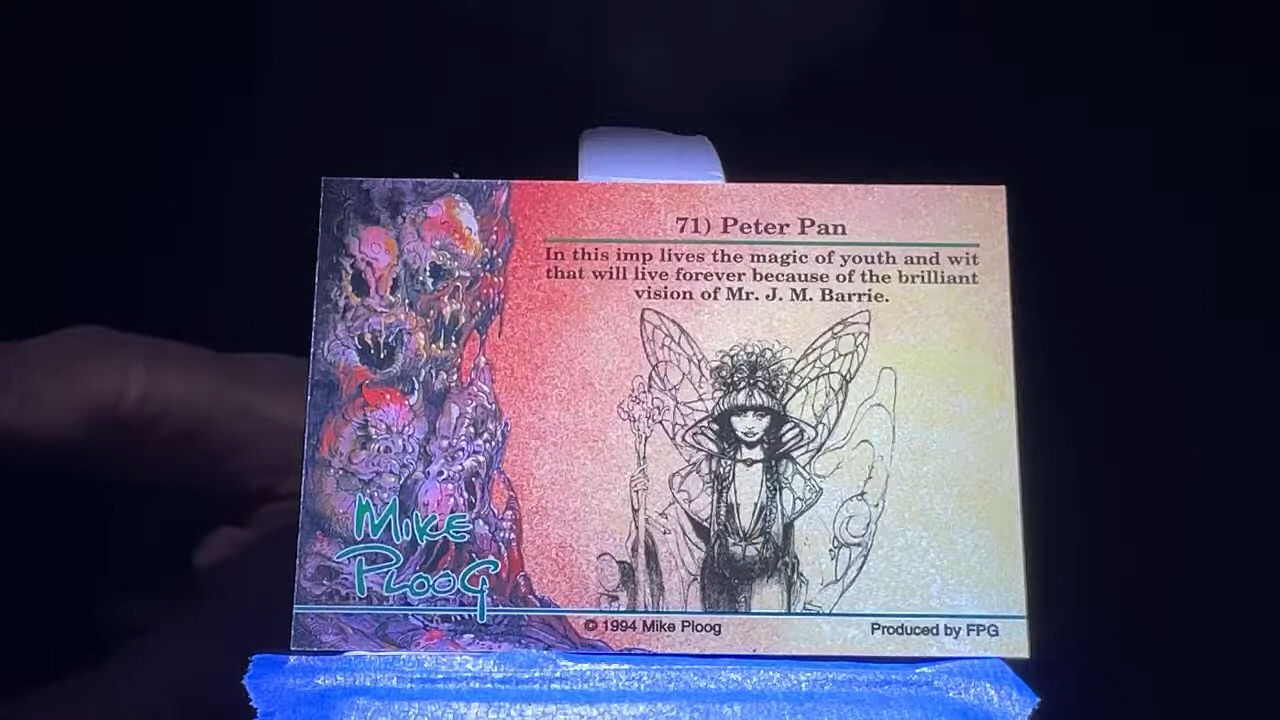 71) Peter Pan
In this imp lives the magic of youth and wit
that will live forever because of the brilliant
vision of Mr. J. M. Barrie.
MIKE
PLOOG
© 1994 Mike Ploog
Produced by FPG